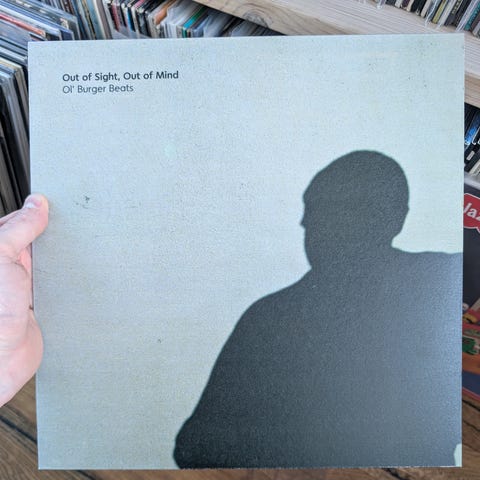 Out of Sight, Out of Mind
Ol' Burger Beats